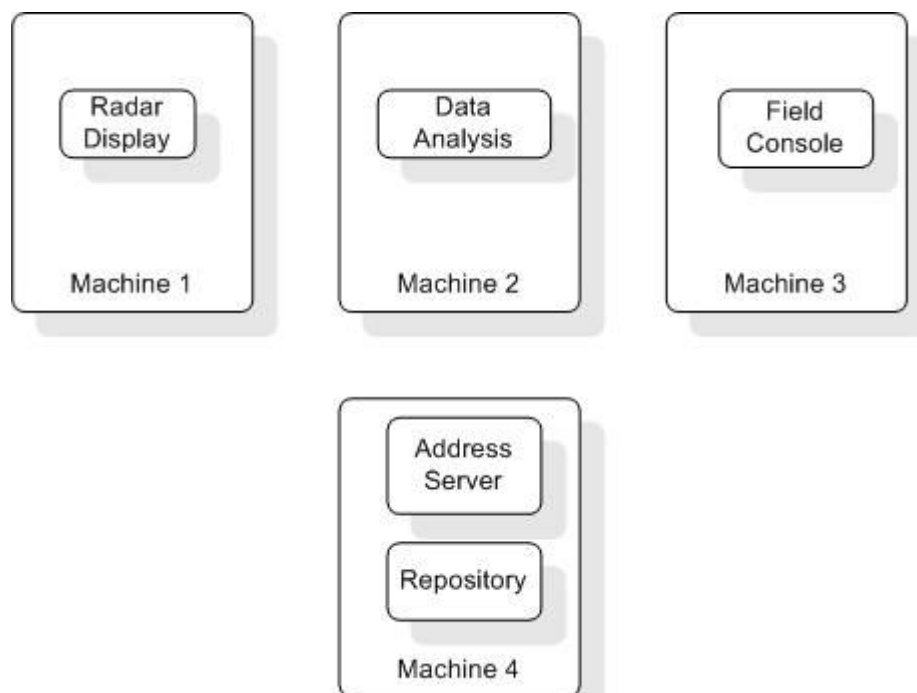 Radar
Display
Machine 1
Data
Analysis
Machine 2
Field
Console
Machine 3
Address
Server
Repository
Machine 4